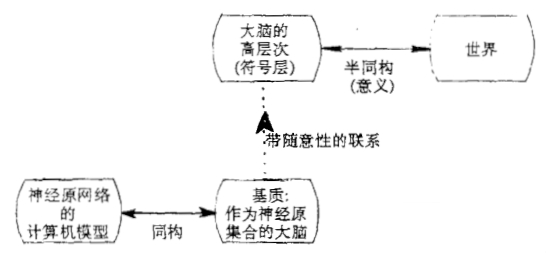 大脑的
高层次
(符号层)
世界
半同构
(意义)
带随意性的联系
神经原网络
的
计算机模型
同构
基质:
作为神经原
集合的大脑